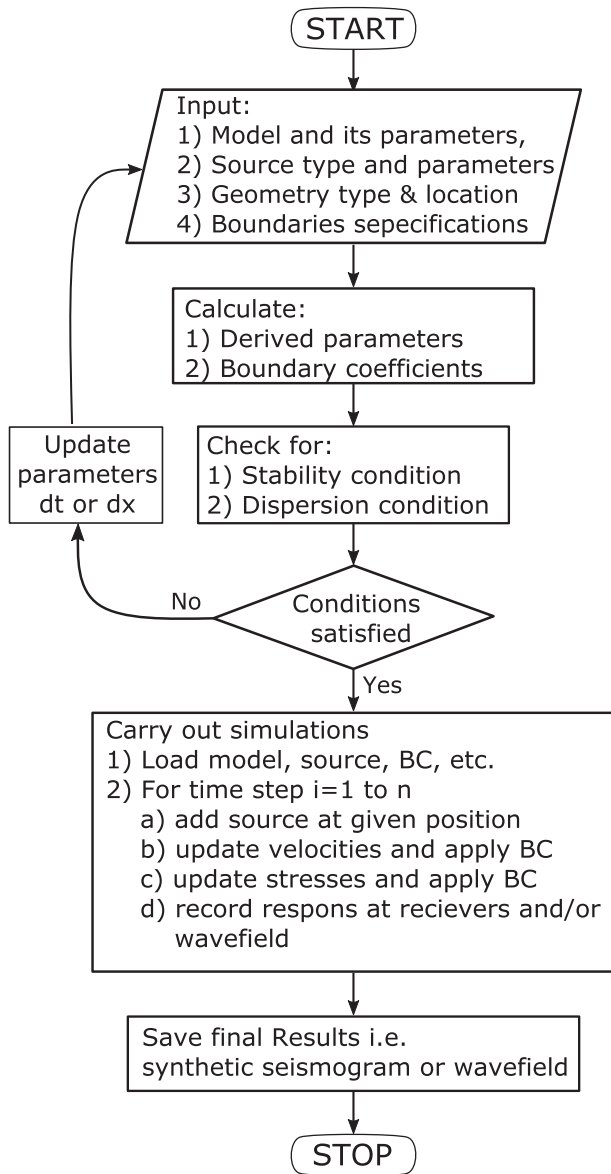 START
Input:
1) Model and its parameters,
2) Source type and parameters
3) Geometry type & location
4) Boundaries sepecifications
Calculate:
1) Derived parameters
2) Boundary coefficients
Update
parameters
dt or dx
Check for:
1) Stability condition
2) Dispersion condition
No
Conditions
satisfied
Yes
Carry out simulations
1) Load model, source, BC, etc.
2) For time step i=1 to n
a) add source at given position
b) update velocities and apply BC
c) update stresses and apply BC
d) record respons at recievers and/or
wavefield
Save final Results i.e.
synthetic seismogram or wavefield
STOP